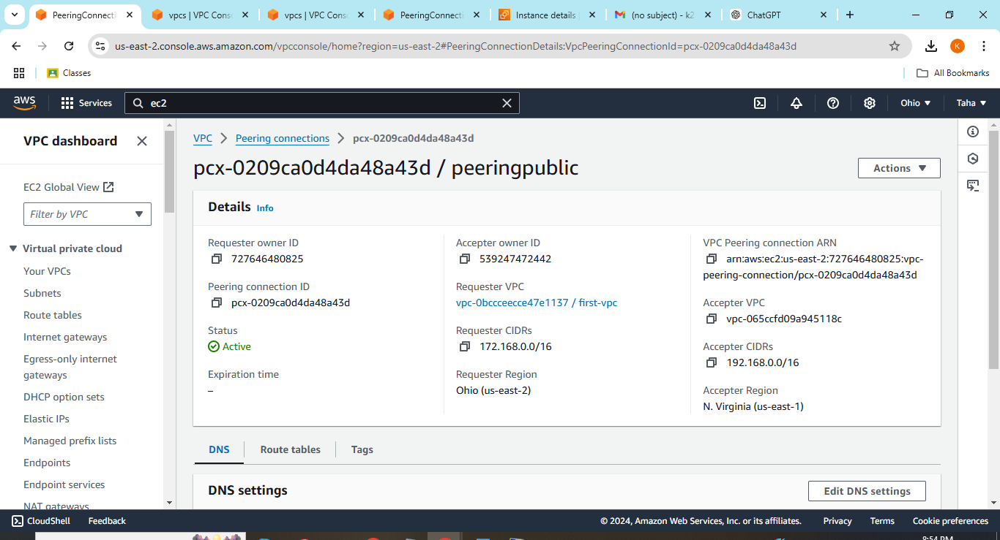 PeeringConnecti
vpcs | VPC Cons
vpcs | VPC Cons
PeeringConnecti
Instance details
(no subject) - k2
ChatGPT
us-east-2.console.aws.amazon.com/vpcconsole/home?region=us-east-2#PeeringConnectionDetails:VpcPeeringConnectionId=pcx-0209ca0d4da48a43d
K
Classes
All Bookmarks
aws
Services
ec2
Ohio
Taha
VPC dashboard
EC2 Global View
Filter by VPC
Virtual private cloud
Your VPCs
Subnets
Route tables
Internet gateways
Egress-only internet
gateways
DHCP option sets
Elastic IPs
Managed prefix lists
Endpoints
Endpoint services
NAT gateways
VPC
Peering connections
pcx-0209ca0d4da48a43d
pcx-0209ca0d4da48a43d / peeringpublic
Actions
Details Info
Requester owner ID
727646480825
Peering connection ID
pcx-0209ca0d4da48a43d
Status
Active
Expiration time
–
Accepter owner ID
539247472442
Requester VPC
vpc-0bccceecce47e1137 / first-vpc
Requester CIDRs
172.168.0.0/16
Requester Region
Ohio (us-east-2)
VPC Peering connection ARN
arn:aws:ec2:us-east-2:727646480825:vpc-
peering-connection/pcx-0209ca0d4da48a43d
Accepter VPC
vpc-065ccfd09a945118c
Accepter CIDRs
192.168.0.0/16
Accepter Region
N. Virginia (us-east-1)
DNS
Route tables
Tags
DNS settings
Edit DNS settings
CloudShell
Feedback
© 2024, Amazon Web Services, Inc. or its affiliates.
Privacy
Terms
Cookie preferences
8:54 PM